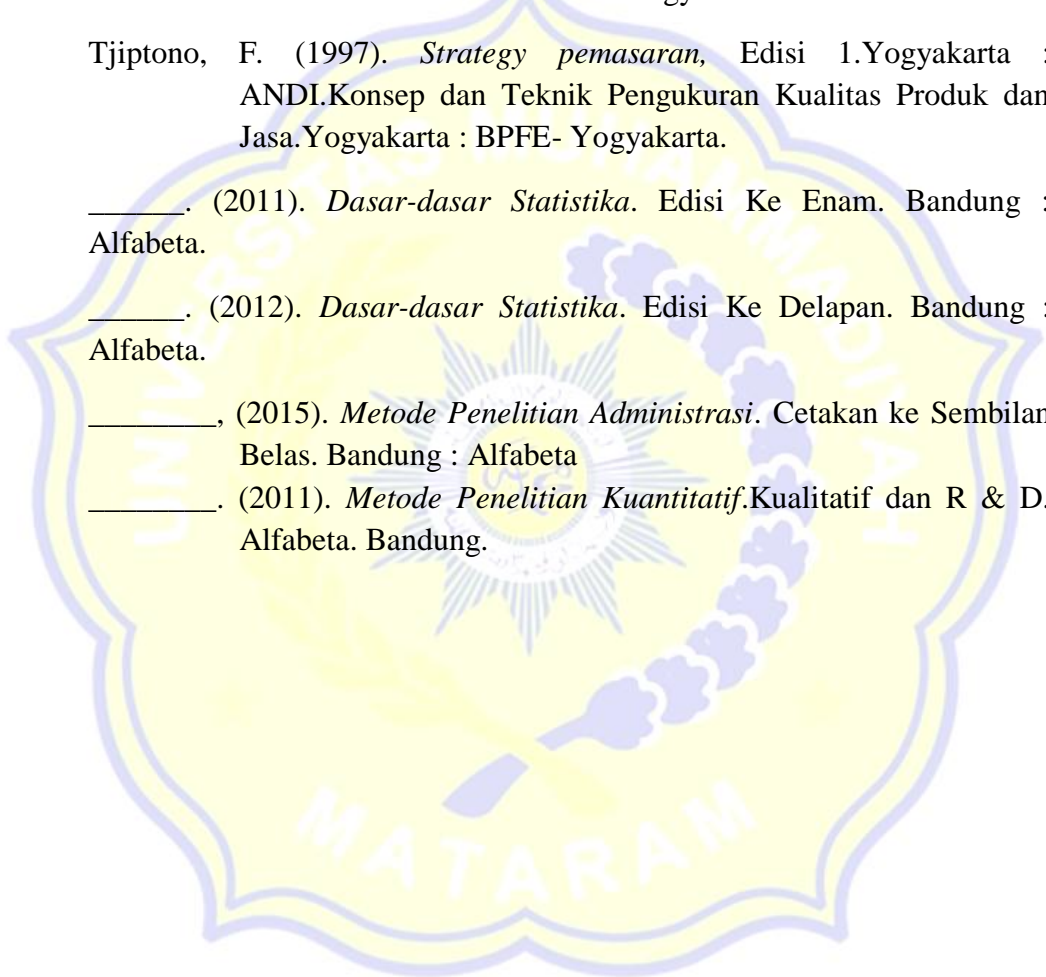 Tjiptono, F. (1997). Strategy pemasaran, Edisi 1.Yogyakarta :
ANDI.Konsep dan Teknik Pengukuran Kualitas Produk dan
Jasa.Yogyakarta : BPFE- Yogyakarta.
______. (2011). Dasar-dasar Statistika. Edisi Ke Enam. Bandung :
Alfabeta.
______. (2012). Dasar-dasar Statistika. Edisi Ke Delapan. Bandung :
Alfabeta.
________, (2015). Metode Penelitian Administrasi. Cetakan ke Sembilan
Belas. Bandung : Alfabeta
________. (2011). Metode Penelitian Kuantitatif.Kualitatif dan R & D.
Alfabeta. Bandung.
UNIVERSITAS MUHAMMADIYAH
MATARAM